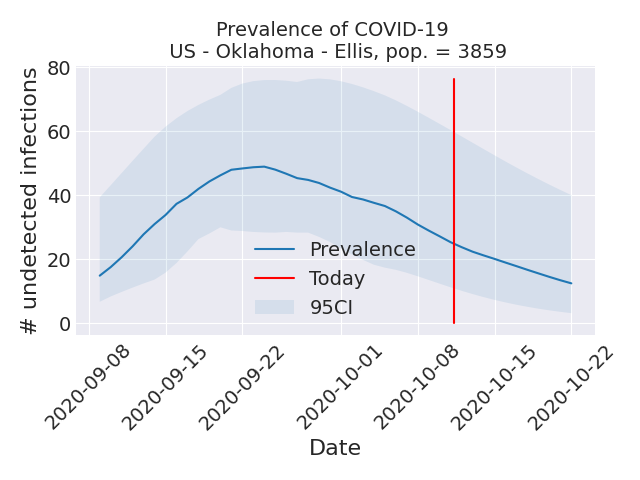 Prevalence of COVID-19
US - Oklahoma - Ellis, pop. = 3859
# undetected infections
80
60
40
20
0
Prevalence
Today
95CI
2020-09-08
2020-09-15
2020-09-22
2020-10-01
2020-10-08
2020-10-15
2020-10-22
Date